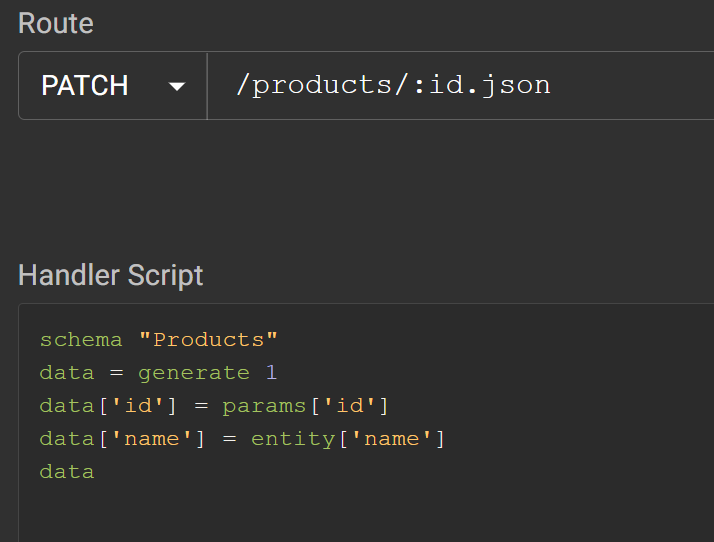 Route
PATCH /products/:id.json
Handler Script
schema "Products"
data = generate 1
data['id'] = params['id']
data['name'] = entity['name']
data